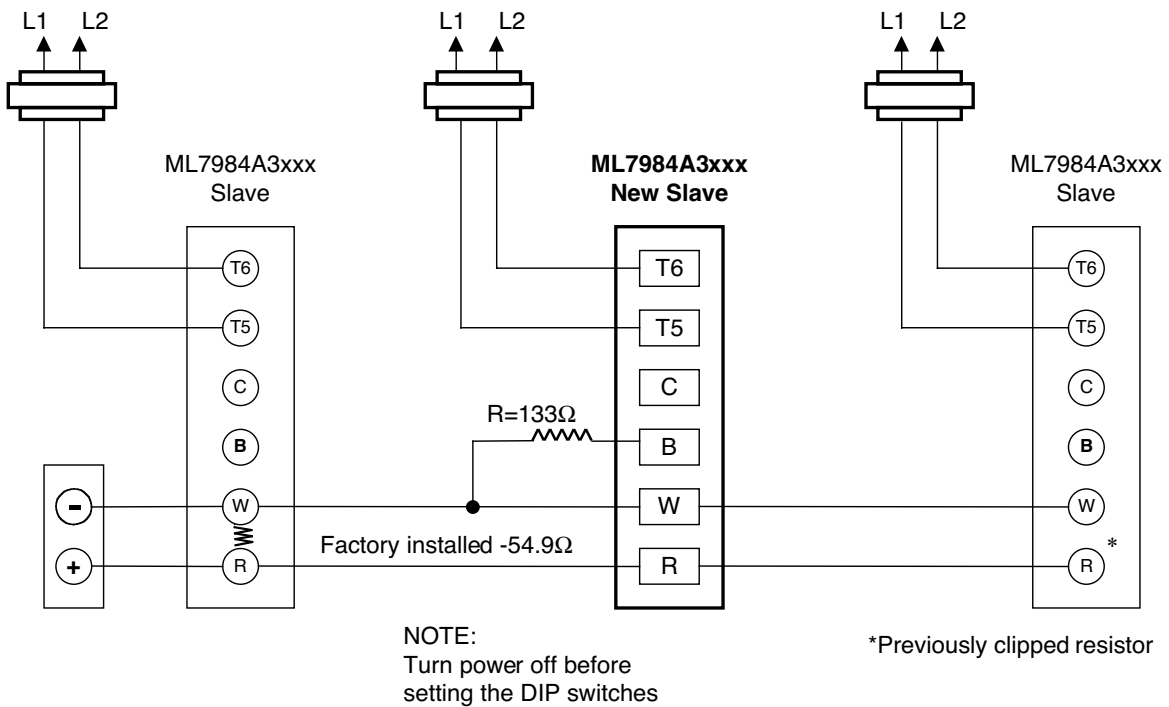 L1 L2
L1 L2
L1 L2
ML7984A3xxx
Slave
ML7984A3xxx
New Slave
ML7984A3xxx
Slave
T6
T5
C
B
W
R
-
+
Factory installed -54.9Ω
R=133Ω
T6
T5
C
B
W
R
T6
T5
C
B
W
R
*
NOTE:
Turn power off before
setting the DIP switches
*Previously clipped resistor